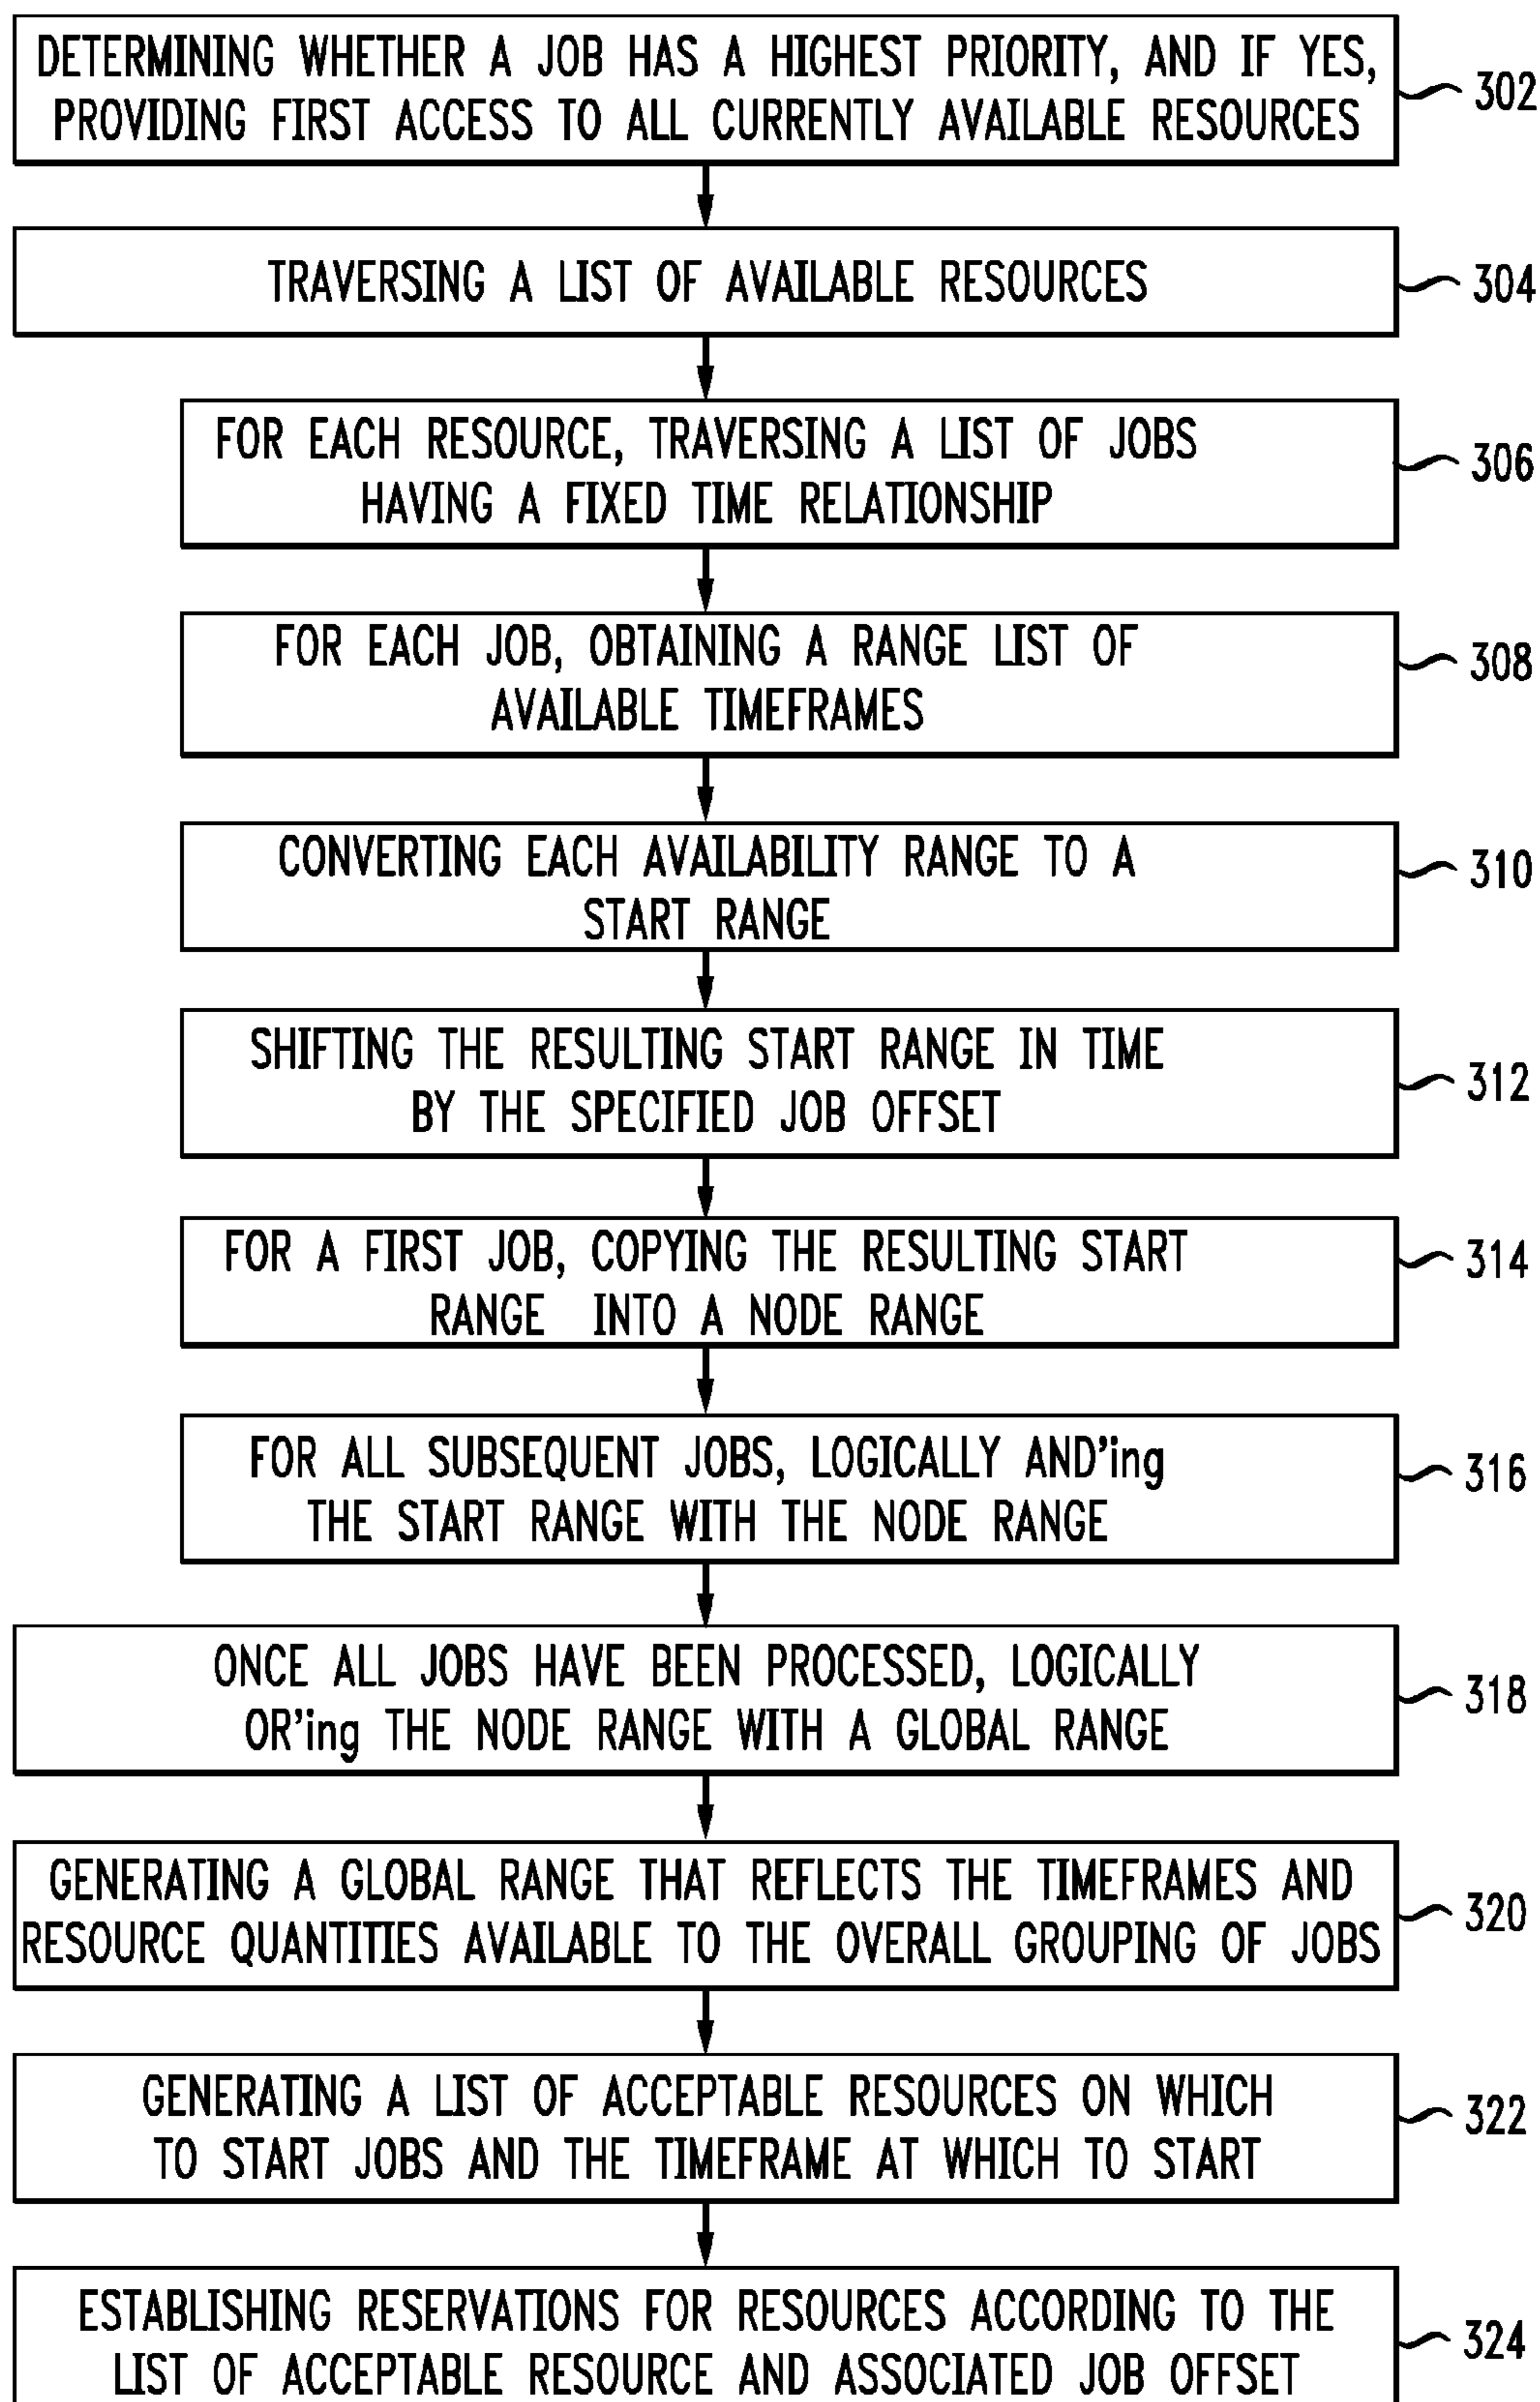 DETERMINING WHETHER A JOB HAS A HIGHEST PRIORITY, AND IF YES,
PROVIDING FIRST ACCESS TO ALL CURRENTLY AVAILABLE RESOURCES
302
TRAVERSING A LIST OF AVAILABLE RESOURCES
304
FOR EACH RESOURCE, TRAVERSING A LIST OF JOBS
HAVING A FIXED TIME RELATIONSHIP
306
FOR EACH JOB, OBTAINING A RANGE LIST OF
AVAILABLE TIMEFRAMES
308
CONVERTING EACH AVAILABILITY RANGE TO A
START RANGE
310
SHIFTING THE RESULTING START RANGE IN TIME
BY THE SPECIFIED JOB OFFSET
312
FOR A FIRST JOB, COPYING THE RESULTING START
RANGE INTO A NODE RANGE
314
FOR ALL SUBSEQUENT JOBS, LOGICALLY AND'ing
THE START RANGE WITH THE NODE RANGE
316
ONCE ALL JOBS HAVE BEEN PROCESSED, LOGICALLY
OR'ing THE NODE RANGE WITH A GLOBAL RANGE
318
GENERATING A GLOBAL RANGE THAT REFLECTS THE TIMEFRAMES AND
RESOURCE QUANTITIES AVAILABLE TO THE OVERALL GROUPING OF JOBS
320
GENERATING A LIST OF ACCEPTABLE RESOURCES ON WHICH
TO START JOBS AND THE TIMEFRAME AT WHICH TO START
322
ESTABLISHING RESERVATIONS FOR RESOURCES ACCORDING TO THE
LIST OF ACCEPTABLE RESOURCE AND ASSOCIATED JOB OFFSET
324